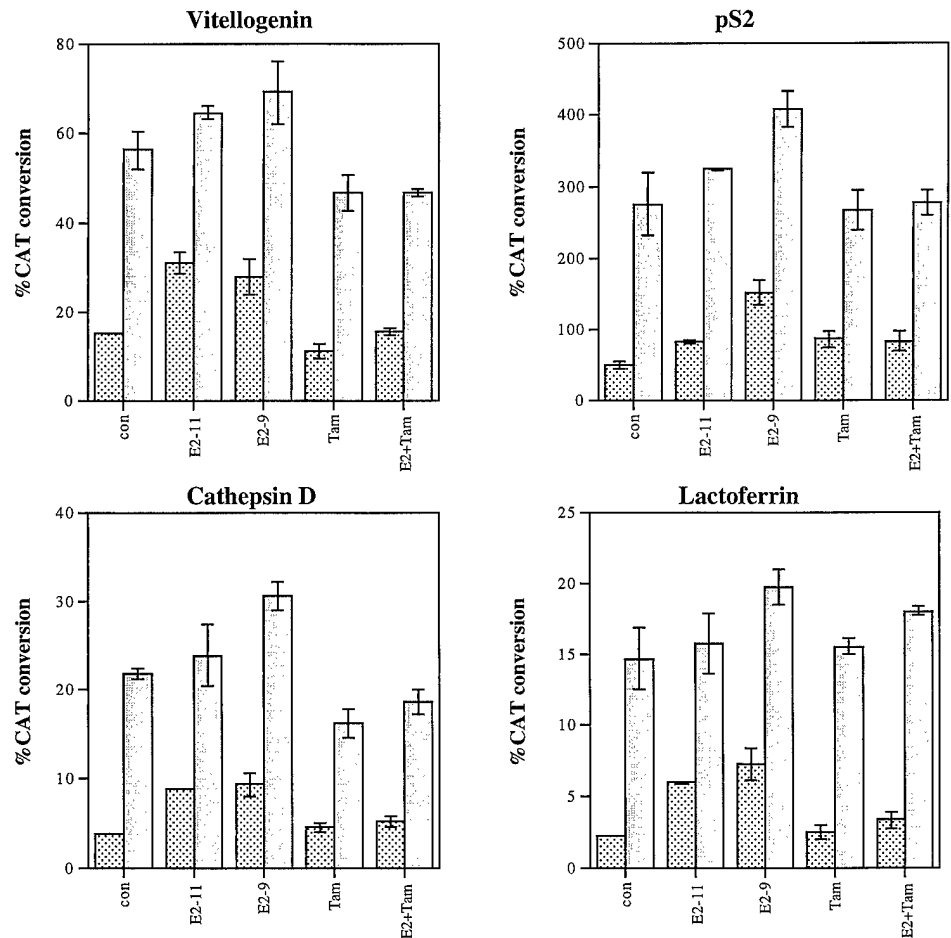 Vitellogenin
%CAT conversion
80
60
40
20
0
con
E2-11
E2-9
Tam
E2+Tam
pS2
%CAT conversion
500
400
300
200
100
0
con
E2-11
E2-9
Tam
E2+Tam
Cathepsin D
%CAT conversion
40
30
20
10
0
con
E2-11
E2-9
Tam
E2+Tam
Lactoferrin
%CAT conversion
25
20
15
10
5
0
con
E2-11
E2-9
Tam
E2+Tam